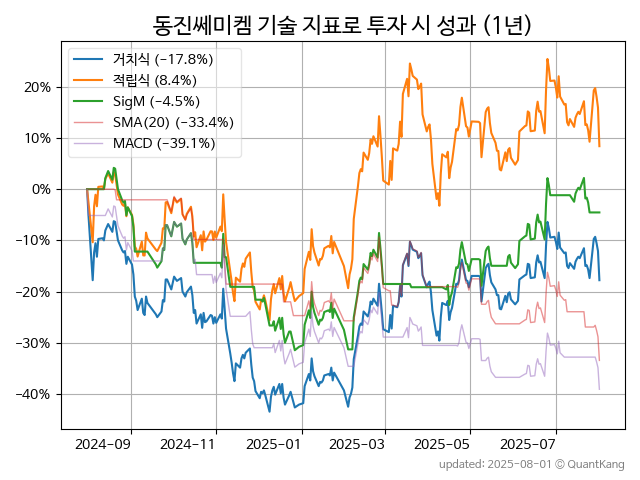 동진쎄미켐 기술 지표로 투자 시 성과 (1년)
거치식 (−17.8%)
적립식 (8.4%)
SigM (−4.5%)
SMA(20) (−33.4%)
MACD (−39.1%)
20%
10%
0%
−10%
−20%
−30%
−40%
2024-09
2024-11
2025-01
2025-03
2025-05
2025-07
updated: 2025-08-01 © QuantKang